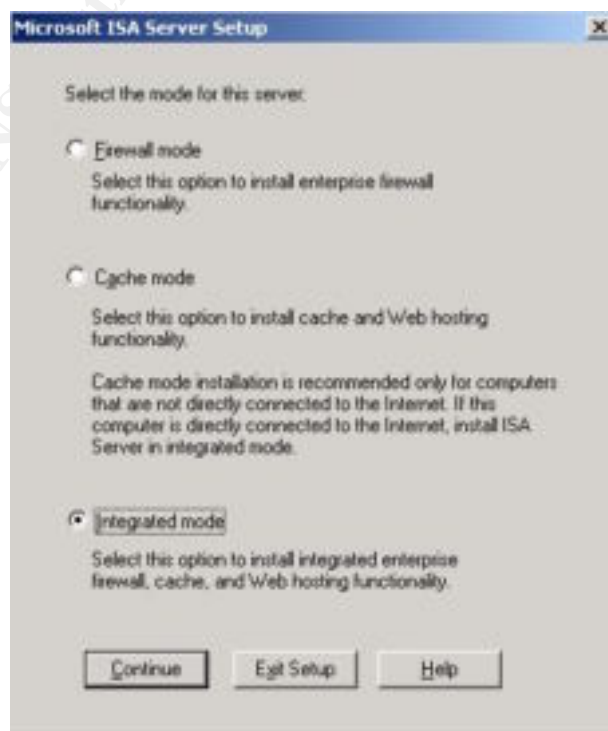 Microsoft ISA Server Setup
Select the mode for this server:
Firewall mode
Select this option to install enterprise firewall
functionality.
Cache mode
Select this option to install cache and Web hosting
functionality.
Cache mode installation is recommended only for computers
that are not directly connected to the Internet. If this
computer is directly connected to the Internet, install ISA
Server in integrated mode.
Integrated mode
Select this option to install integrated enterprise
firewall, cache, and Web hosting functionality.
Continue
Exit Setup
Help